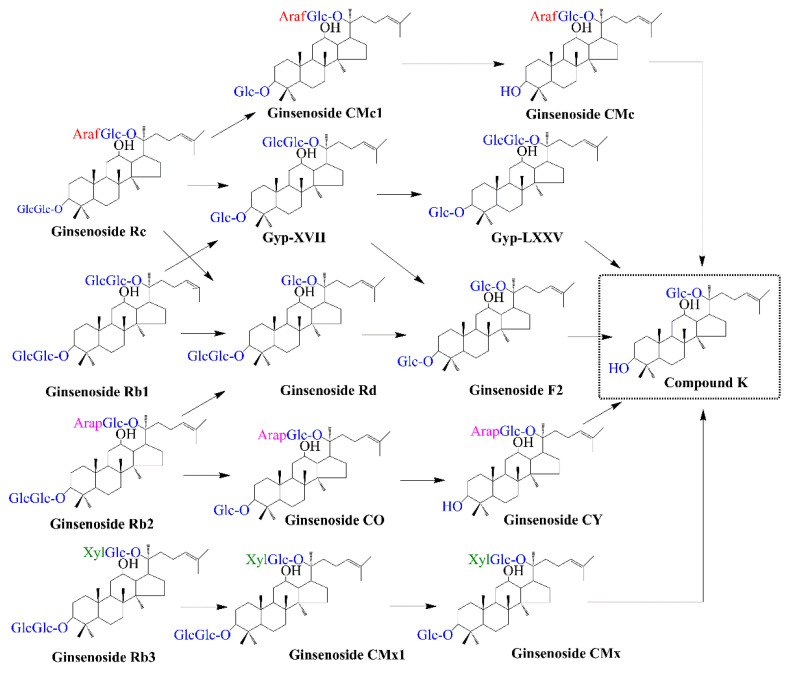 ArafGlc-O
OH
Glc-O
Ginsenoside CMc1
ArafGlc-O
OH
HO
Ginsenoside CMc
ArafGlc-O
OH
GlcGlc-O
Ginsenoside Rc
GlcGlc-O
OH
Glc-O
Gyp-XVII
GlcGlc-O
OH
Glc-O
Gyp-LXXV
GlcGlc-O
OH
GlcGlc-O
Ginsenoside Rb1
Glc-O
OH
GlcGlc-O
Ginsenoside Rd
Glc-O
OH
Glc-O
Ginsenoside F2
Glc-O
OH
HO
Compound K
ArapGlc-O
OH
GlcGlc-O
Ginsenoside Rb2
ArapGlc-O
OH
Glc-O
Ginsenoside CO
ArapGlc-O
OH
HO
Ginsenoside CY
XylGlc-O
OH
GlcGlc-O
Ginsenoside Rb3
XylGlc-O
OH
GlcGlc-O
Ginsenoside CMx1
XylGlc-O
OH
Glc-O
Ginsenoside CMx